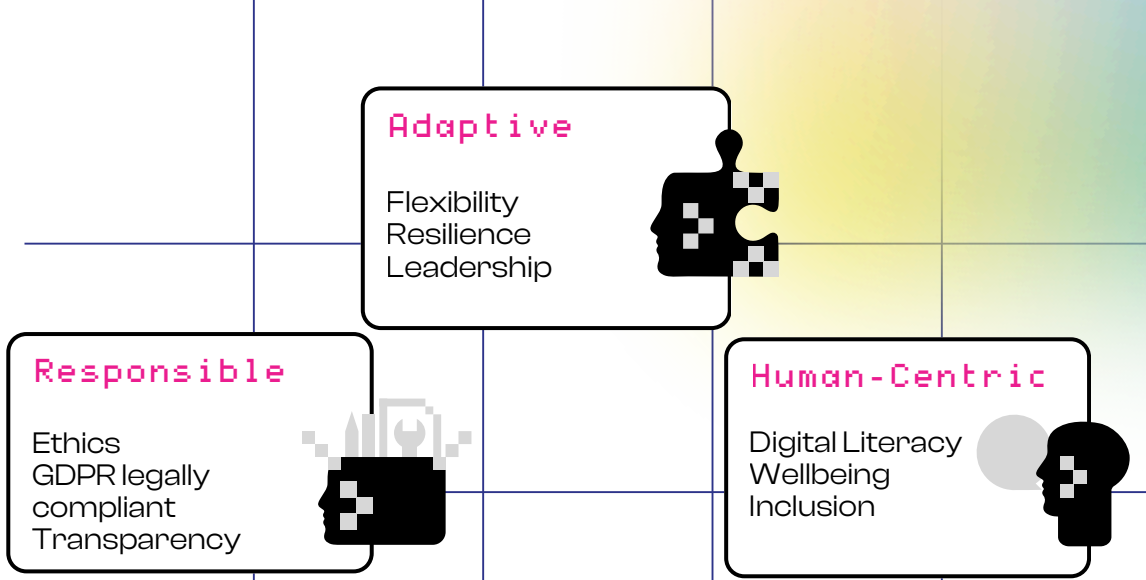 Adaptive
Flexibility
Resilience
Leadership
Responsible
Ethics
GDPR legally
compliant
Transparency
Human-Centric
Digital Literacy
Wellbeing
Inclusion